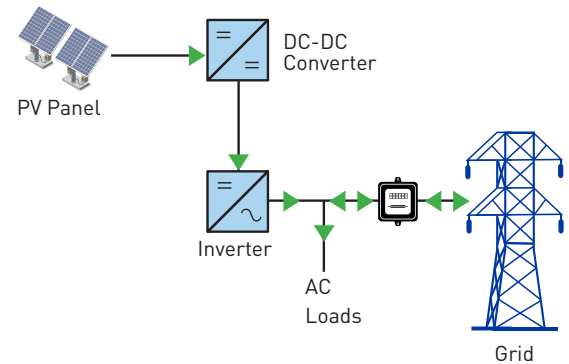 DC-DC
Converter
PV Panel
Inverter
AC
Loads
Grid